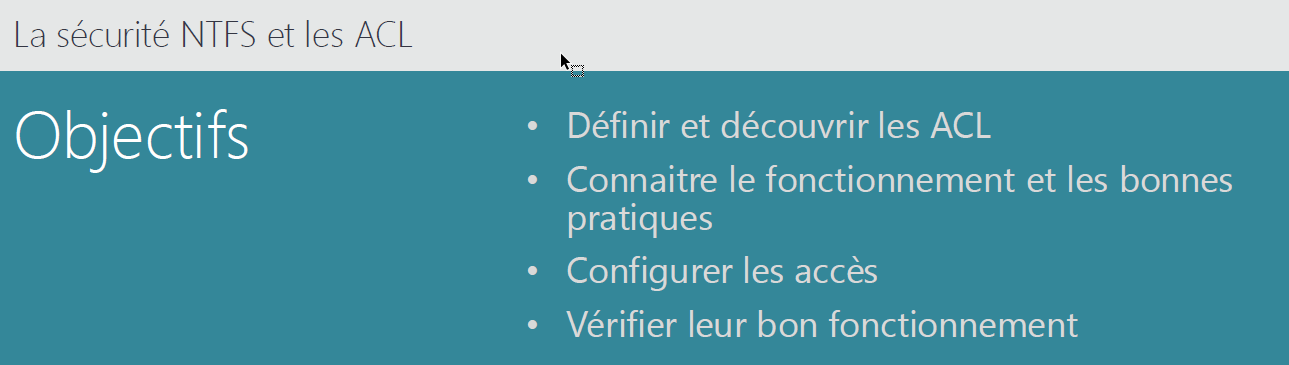 La sécurité NTFS et les ACL
Objectifs
• Définir et découvrir les ACL
• Connaitre le fonctionnement et les bonnes
pratiques
• Configurer les accès
• Vérifier leur bon fonctionnement